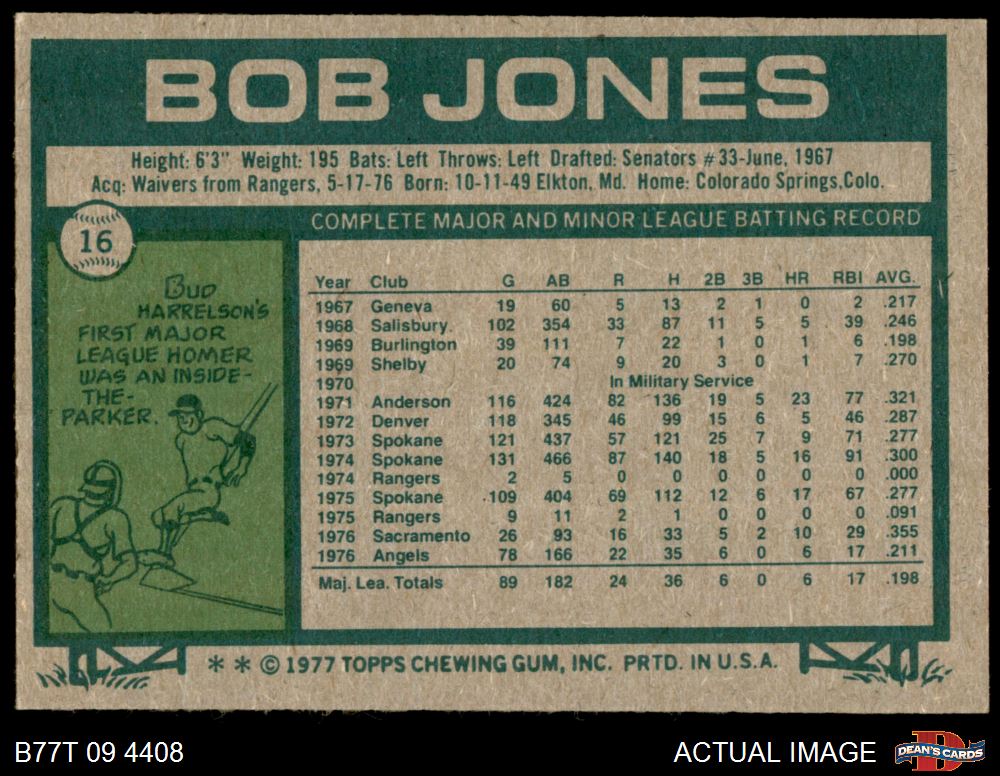 BOB JONES
Height: 6'3" Weight: 195 Bats: Left Throws: Left Drafted: Senators #33-June, 1967
Acq: Waivers from Rangers, 5-17-76 Born: 10-11-49 Elkton, Md. Home: Colorado Springs,Colo.
COMPLETE MAJOR AND MINOR LEAGUE BATTING RECORD
16
BUD
HARRELSON'S
FIRST MAJOR
LEAGUE HOMER
WAS AN INSIDE-
THE-
PARKER.
Year Club G AB R H 2B 3B HR RBI AVG.
1967 Geneva 19 60 5 13 2 1 0 2 .217
1968 Salisbury. 102 354 33 87 11 5 5 39 .246
1969 Burlington 39 111 7 22 1 0 1 6 .198
1969 Shelby 20 74 9 20 3 0 1 7 .270
1970 In Military Service
1971 Anderson 116 424 82 136 19 5 23 77 .321
1972 Denver 118 345 46 99 15 6 5 46 .287
1973 Spokane 121 437 57 121 25 7 9 71 .277
1974 Spokane 131 466 87 140 18 5 16 91 .300
1974 Rangers 2 5 0 0 0 0 0 0 .000
1975 Spokane 109 404 69 112 12 6 17 67 .277
1975 Rangers 9 11 2 1 0 0 0 0 .091
1976 Sacramento 26 93 16 33 5 2 10 29 .355
1976 Angels 78 166 22 35 6 0 6 17 .211
Maj. Lea. Totals 89 182 24 36 6 0 6 17 .198
** © 1977 TOPPS CHEWING GUM, INC. PRTD. IN U.S.A.
B77T 09 4408
ACTUAL IMAGE
DEAN'S CARDS